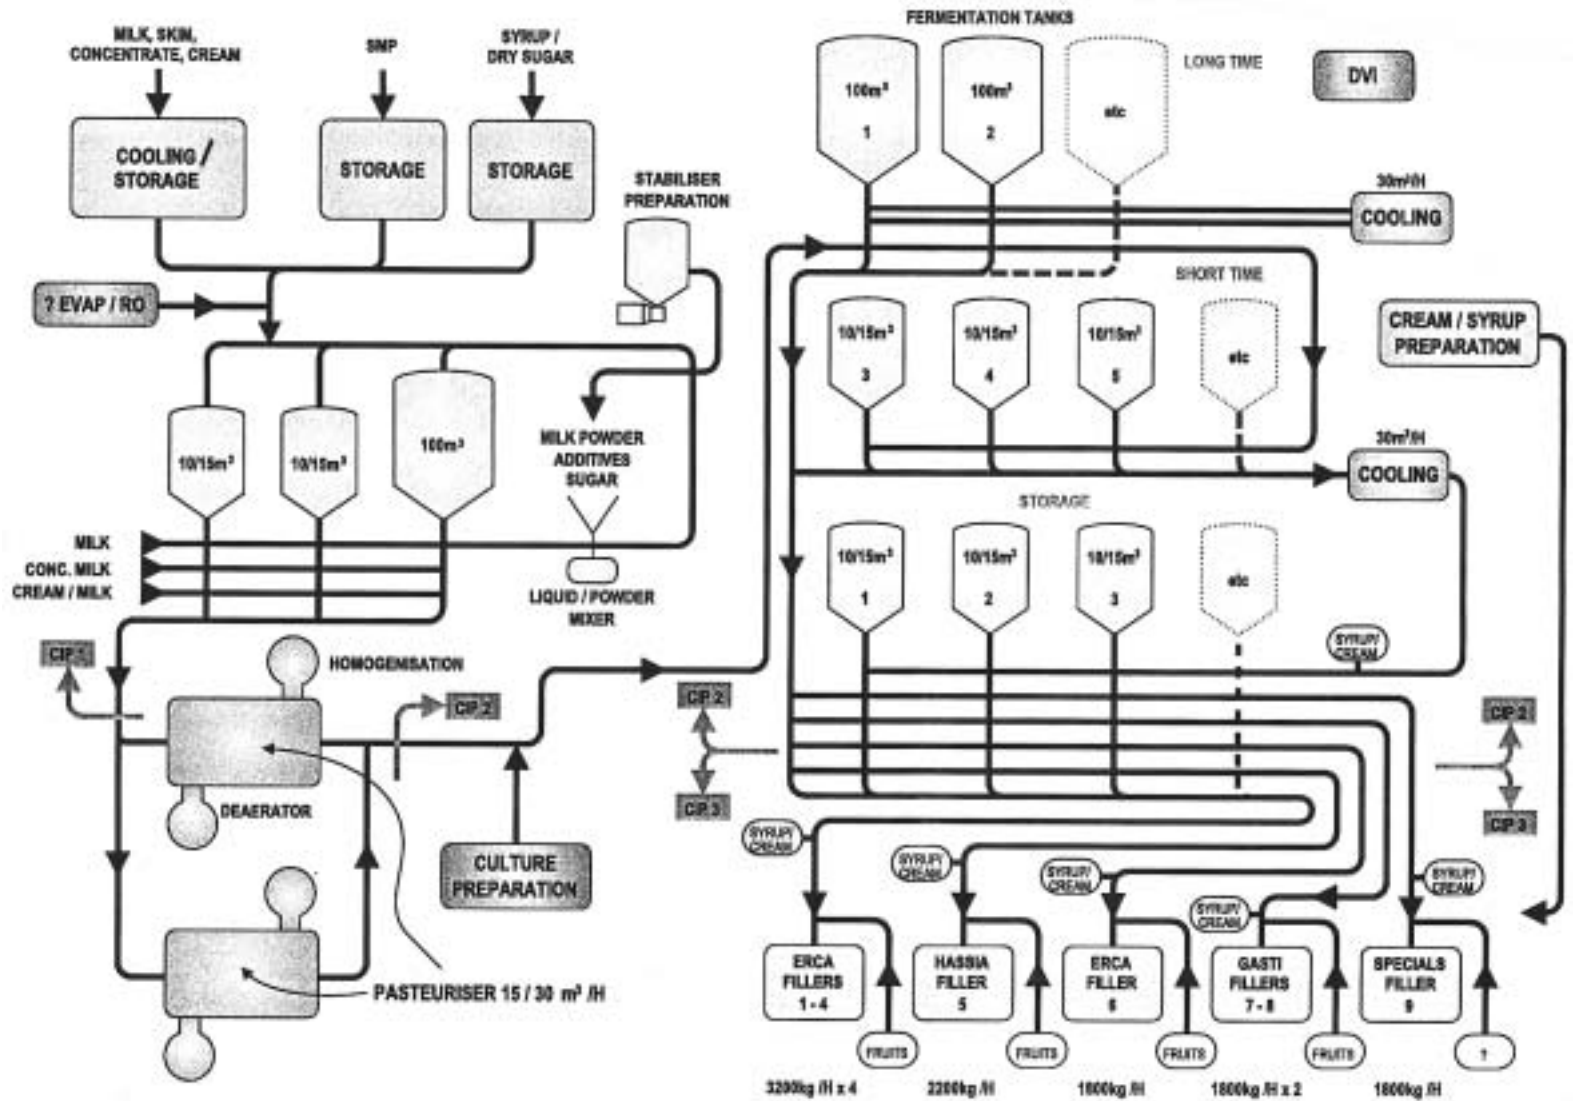 MILK, SKIM,
CONCENTRATE, CREAM
SMP
SYRUP /
DRY SUGAR
COOLING /
STORAGE
STORAGE
STORAGE
STABILISER
PREPARATION
? EVAP / RO
10/15m³
10/15m³
100m³
MILK POWDER
ADDITIVES
SUGAR
MILK
CONC. MILK
CREAM / MILK
LIQUID / POWDER
MIXER
CIP 1
HOMOGENISATION
CIP 2
DEAERATOR
CULTURE
PREPARATION
PASTEURISER 15 / 30 m³ /H
FERMENTATION TANKS
LONG TIME
DVI
100m³
1
100m³
2
etc
30m³/H
COOLING
SHORT TIME
10/15m³
3
10/15m³
4
10/15m³
5
etc
CREAM / SYRUP
PREPARATION
30m³/H
COOLING
STORAGE
10/15m³
1
10/15m³
2
10/15m³
3
etc
SYRUP/
CREAM
CIP 2
CIP 3
CIP 2
CIP 3
SYRUP/
CREAM
SYRUP/
CREAM
SYRUP/
CREAM
SYRUP/
CREAM
SYRUP/
CREAM
ERCA
FILLERS
1 - 4
HASSIA
FILLER
5
ERCA
FILLER
6
GASTI
FILLERS
7 - 8
SPECIALS
FILLER
9
FRUITS
FRUITS
FRUITS
FRUITS
?
3200kg /H x 4
2200kg /H
1800kg /H
1800kg /H x 2
1800kg /H